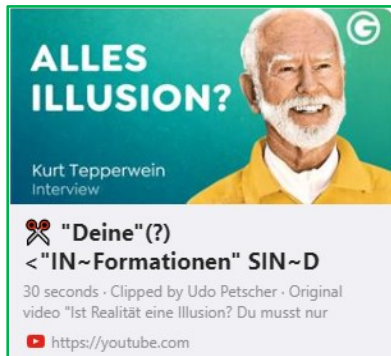 G
ALLES
ILLUSION?
Kurt Tepperwein
Interview
"Deine"(?)
<"IN~Formationen" SIN~D
30 seconds · Clipped by Udo Petscher · Original
video "Ist Realität eine Illusion? Du musst nur
https://youtube.com